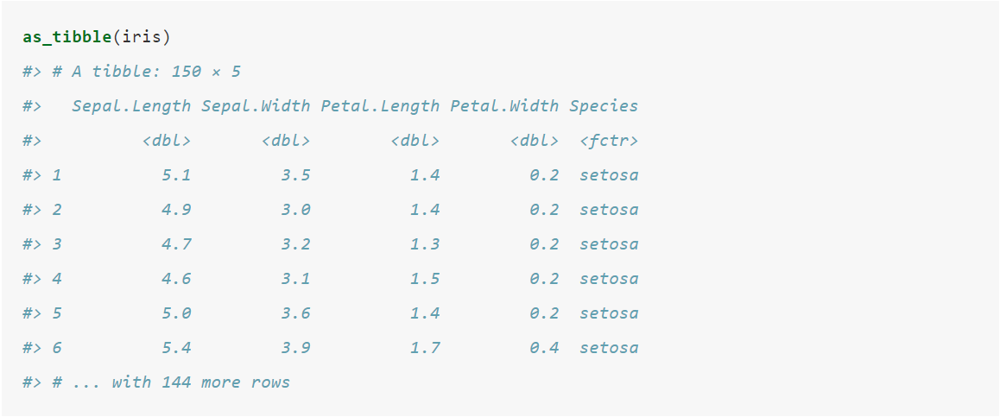 as_tibble(iris)
#> # A tibble: 150 × 5
#>   Sepal.Length Sepal.Width Petal.Length Petal.Width Species
#>          <dbl>       <dbl>        <dbl>       <dbl>  <fctr>
#> 1          5.1         3.5          1.4         0.2  setosa
#> 2          4.9         3.0          1.4         0.2  setosa
#> 3          4.7         3.2          1.3         0.2  setosa
#> 4          4.6         3.1          1.5         0.2  setosa
#> 5          5.0         3.6          1.4         0.2  setosa
#> 6          5.4         3.9          1.7         0.4  setosa
#> # ... with 144 more rows